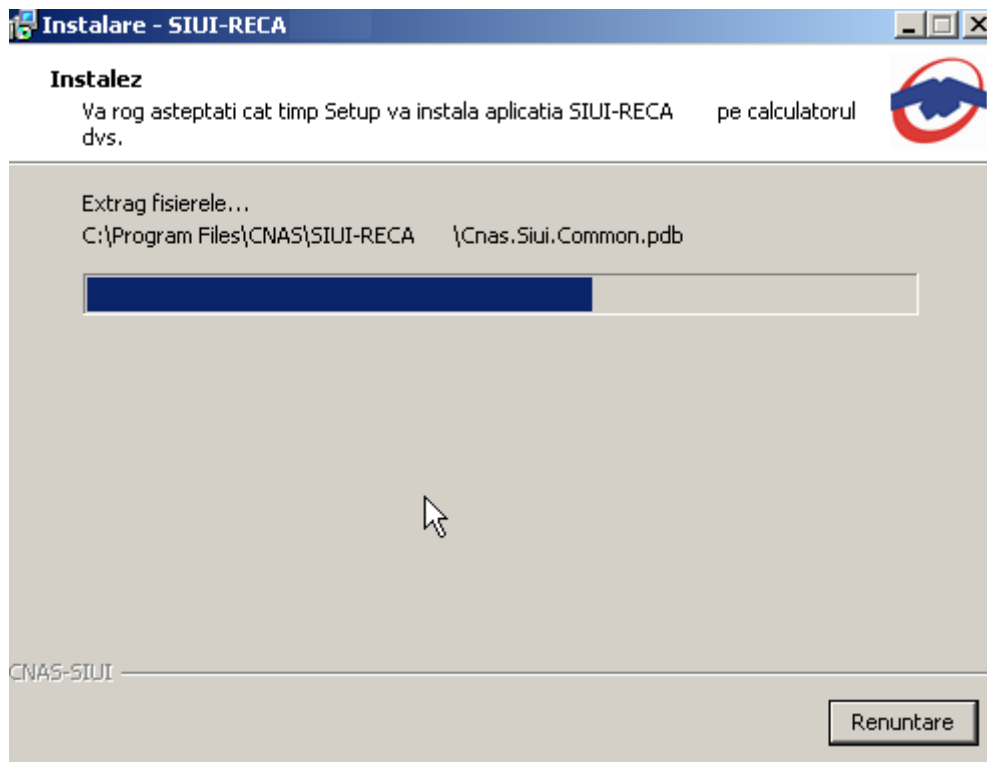 Instalare - SIUI-RECA
Instalez
Va rog asteptati cat timp Setup va instala aplicatia SIUI-RECA pe calculatorul
dvs.
Extrag fisierele...
C:\Program Files\CNAS\SIUI-RECA \Cnas.Siui.Common.pdb
CNAS-SIUI
Renuntare